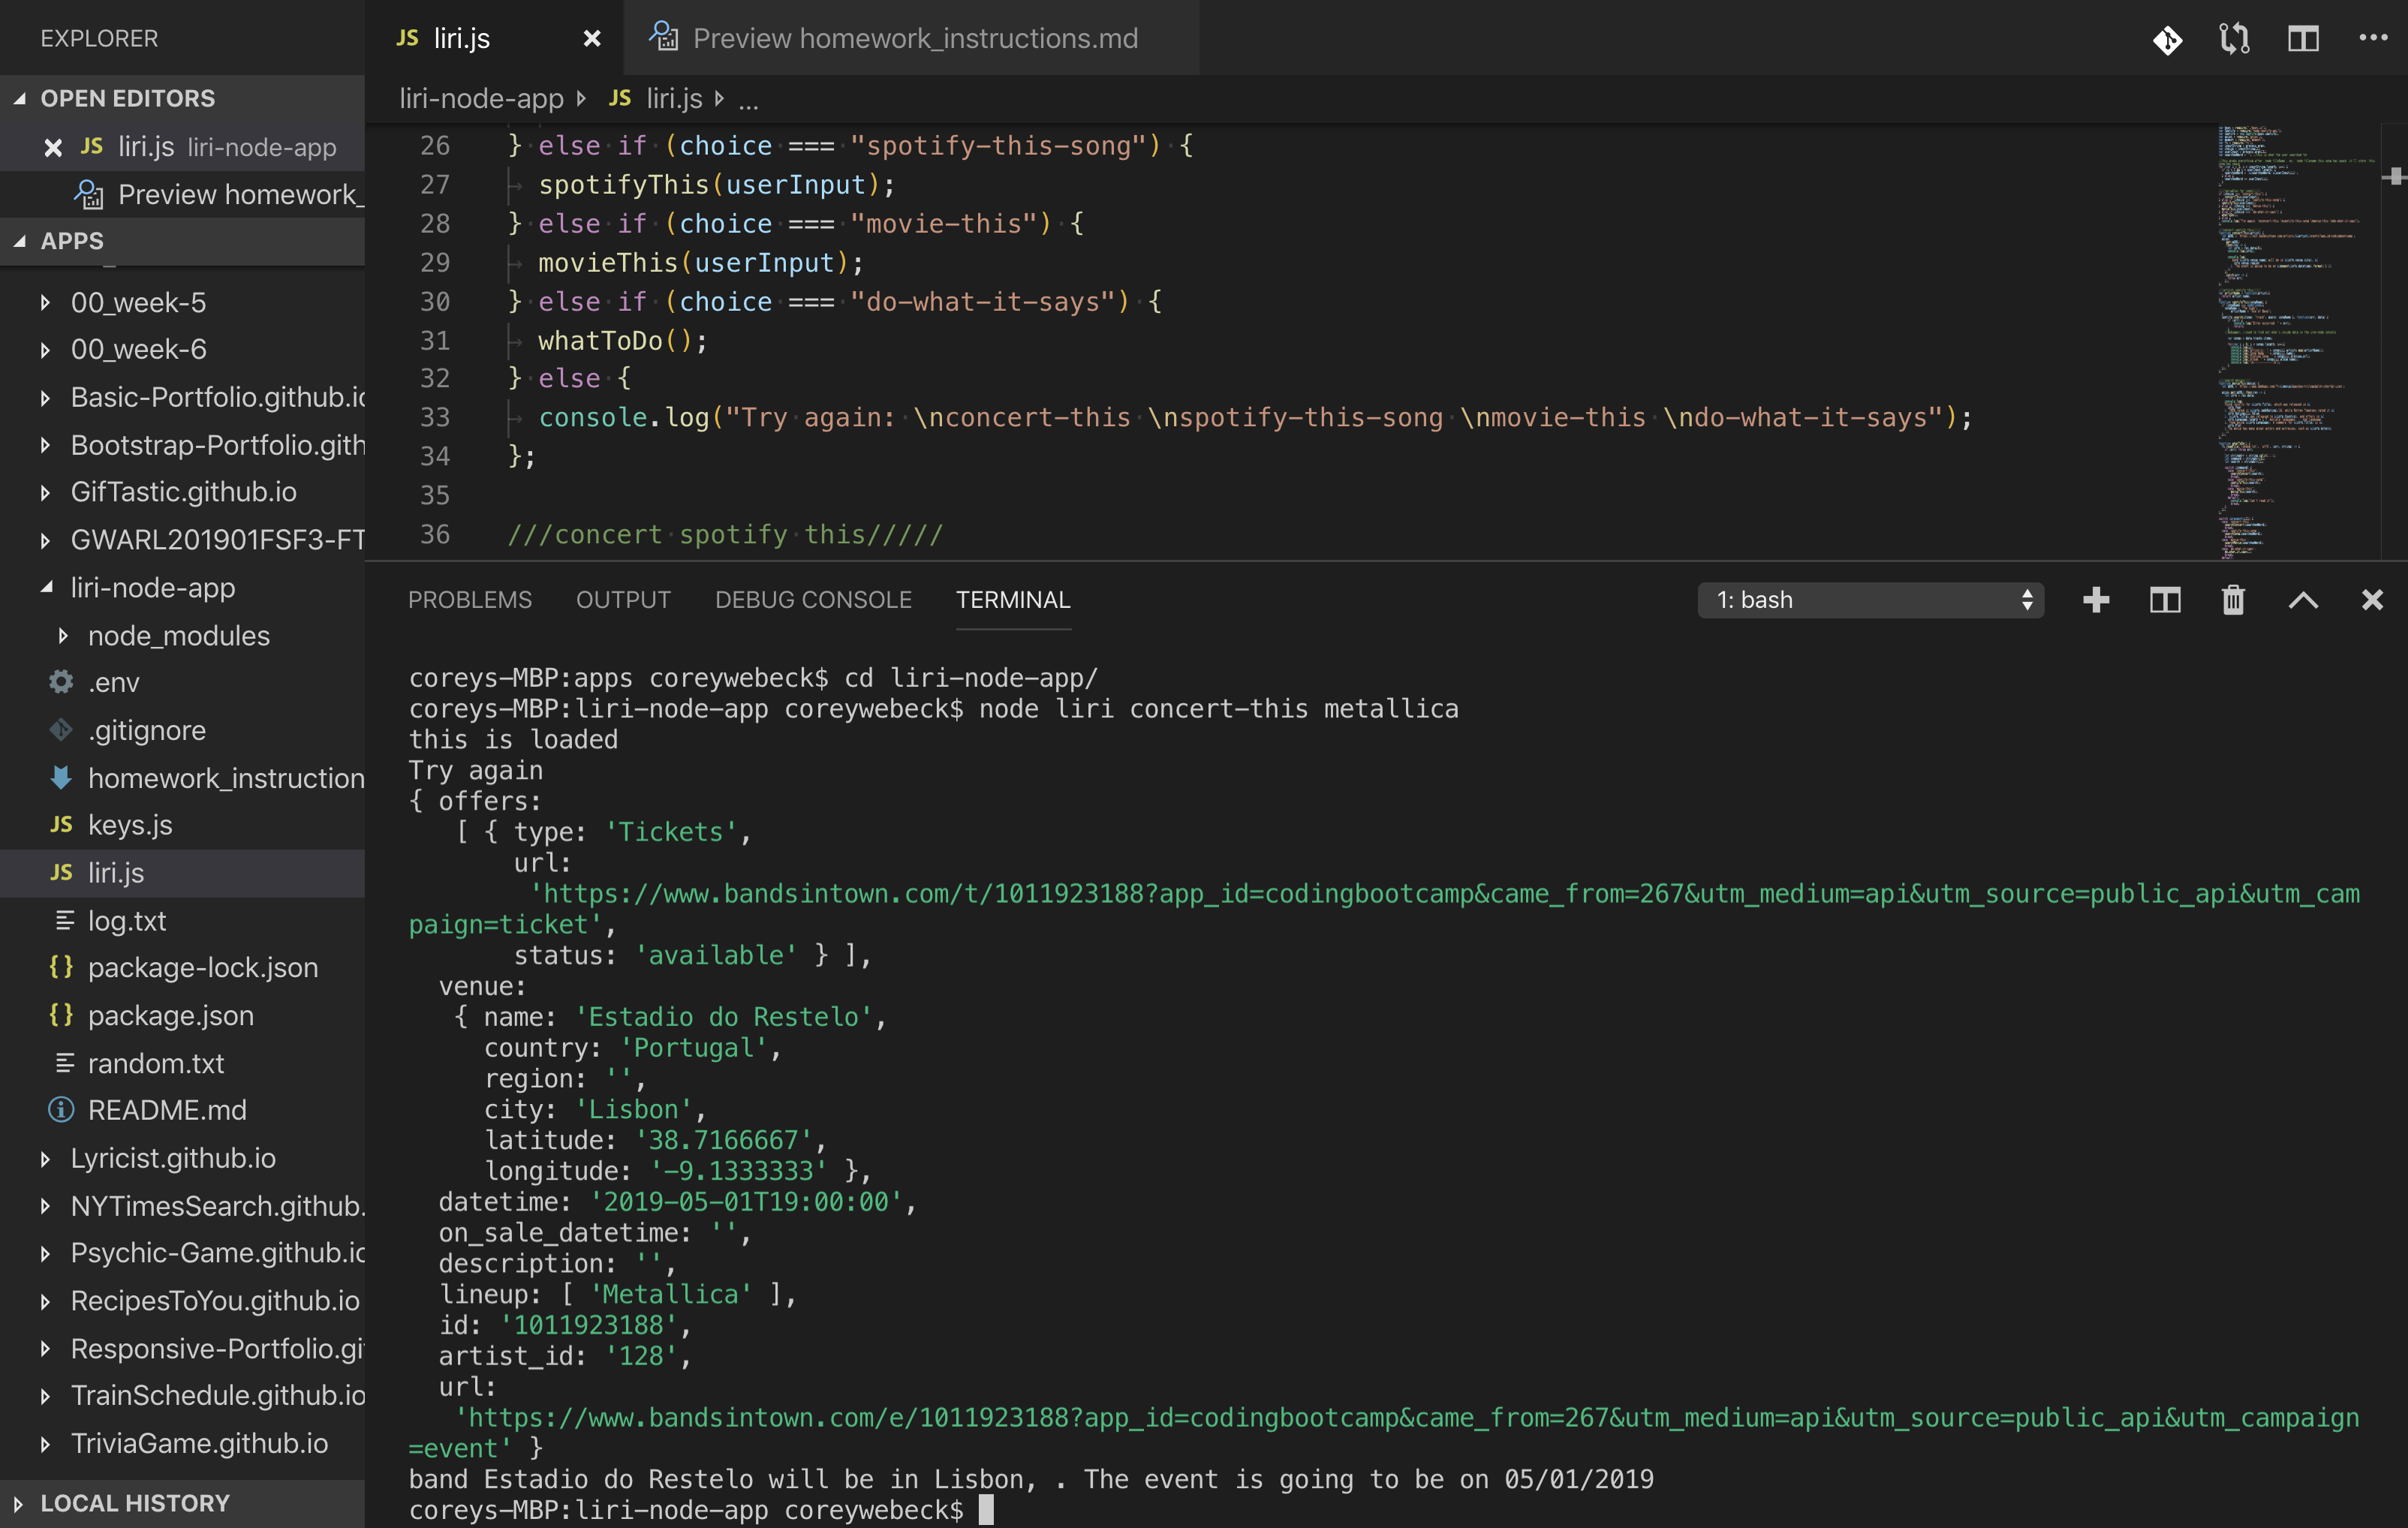 EXPLORER
OPEN EDITORS
JS liri.js liri-node-app
Preview homework_
APPS
00_week-5
00_week-6
Basic-Portfolio.github.io
Bootstrap-Portfolio.gith
GifTastic.github.io
GWARL201901FSF3-FT
liri-node-app
node_modules
.env
.gitignore
homework_instruction
JS keys.js
JS liri.js
log.txt
{} package-lock.json
{} package.json
random.txt
README.md
Lyricist.github.io
NYTimesSearch.github.
Psychic-Game.github.io
RecipesToYou.github.io
Responsive-Portfolio.gi
TrainSchedule.github.io
TriviaGame.github.io
LOCAL HISTORY
JS liri.js
Preview homework_instructions.md
liri-node-app JS liri.js ...
26 } else if (choice === "spotify-this-song") {
27 spotifyThis(userInput);
28 } else if (choice === "movie-this") {
29 movieThis(userInput);
30 } else if (choice === "do-what-it-says") {
31 whatToDo();
32 } else {
33 console.log("Try again: \nconcert-this \nspotify-this-song \nmovie-this \ndo-what-it-says");
34 };
35
36 ///concert spotify this/////
PROBLEMS OUTPUT DEBUG CONSOLE TERMINAL 1: bash
coreys-MBP:apps coreywebeck$ cd liri-node-app/
coreys-MBP:liri-node-app coreywebeck$ node liri concert-this metallica
this is loaded
Try again
{ offers:
[ { type: 'Tickets',
url:
'https://www.bandsintown.com/t/1011923188?app_id=codingbootcamp&came_from=267&utm_medium=api&utm_source=public_api&utm_cam
paign=ticket',
status: 'available' } ],
venue:
{ name: 'Estadio do Restelo',
country: 'Portugal',
region: '',
city: 'Lisbon',
latitude: '38.7166667',
longitude: '-9.1333333' },
datetime: '2019-05-01T19:00:00',
on_sale_datetime: '',
description: '',
lineup: [ 'Metallica' ],
id: '1011923188',
artist_id: '128',
url:
'https://www.bandsintown.com/e/1011923188?app_id=codingbootcamp&came_from=267&utm_medium=api&utm_source=public_api&utm_campaign
=event' }
band Estadio do Restelo will be in Lisbon, . The event is going to be on 05/01/2019
coreys-MBP:liri-node-app coreywebeck$